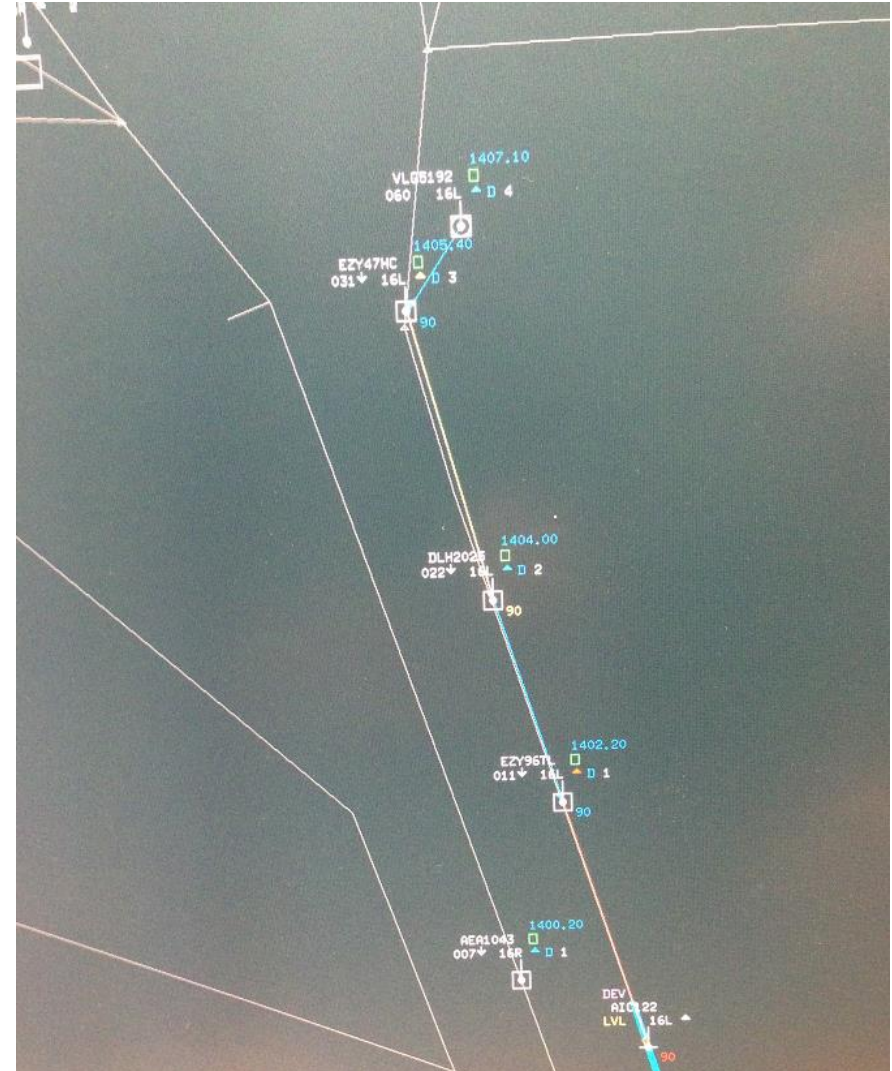 1407.10
VLG5192
060 16L D 4
1405.40
EZY47HC
031 16L D 3
90
1404.00
DLH2025
022 16L D 2
90
1402.20
EZY96TL
011 16L D 1
90
1400.20
AEA1043
007 16R D 1
DEV
AIC122
LVL 16L
90